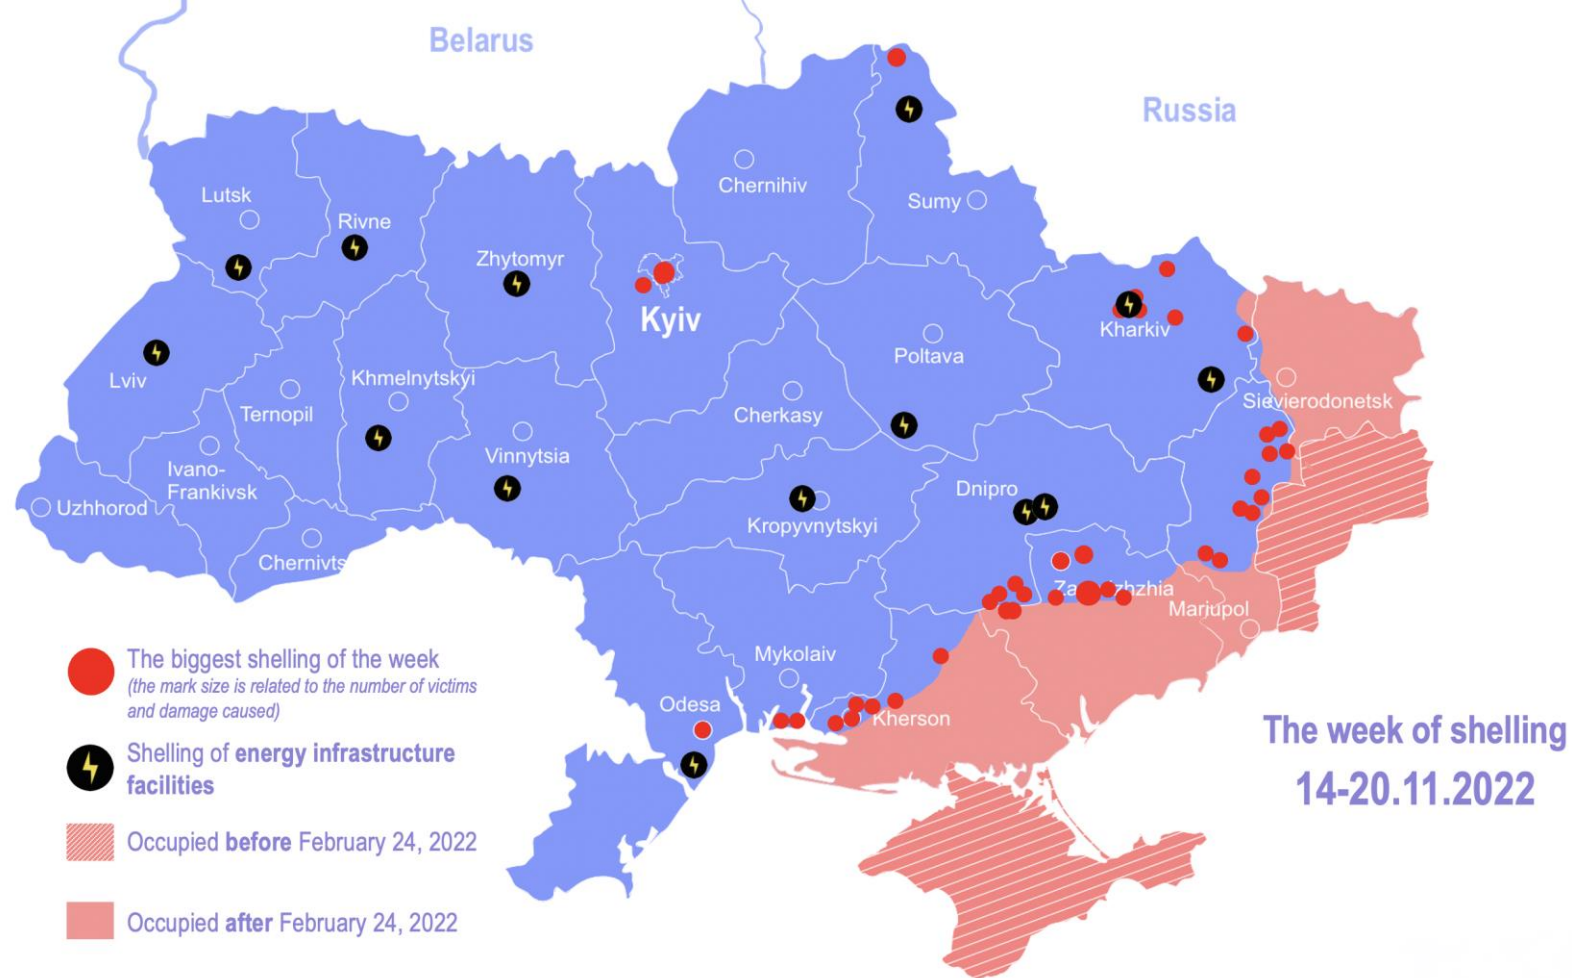 Belarus
Russia
Chernihiv
Lutsk
Sumy
Rivne
Zhytomyr
Kyiv
Kharkiv
Poltava
Lviv
Khmelnytskyi
Sievierodonetsk
Ternopil
Cherkasy
Vinnytsia
Ivano-
Frankivsk
Dnipro
Uzhhorod
Kropyvnytskyi
Chernivts
Mariupol
Mykolaiv
Odesa
Kherson
The biggest shelling of the week
(the mark size is related to the number of victims
and damage caused)
Shelling of energy infrastructure
facilities
Occupied before February 24, 2022
Occupied after February 24, 2022
The week of shelling
14-20.11.2022